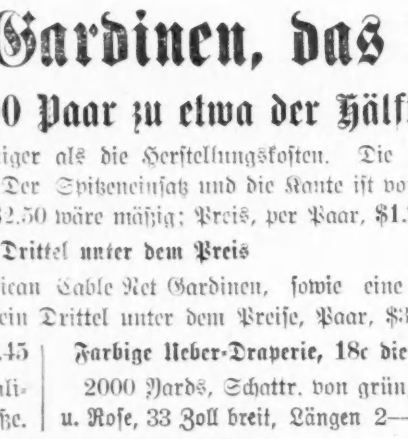 Gardinen, das
0 Paar zu etwa der Hälf
iger als die Herstellungskosten. Die
Der Spitzeneinsatz und die Kante ist vo
$2.50 wäre mäßig; Preis, per Paar, $1.
Drittel unter dem Preis
ican Cable Net Gardinen, sowie eine
ein Drittel unter dem Preise, Paar, $3
.45 Farbige Ueber-Draperie, 18c die
ali- 2000 Yards, Schattr. von grün
ße. u. Rose, 33 Zoll breit, Längen 2—